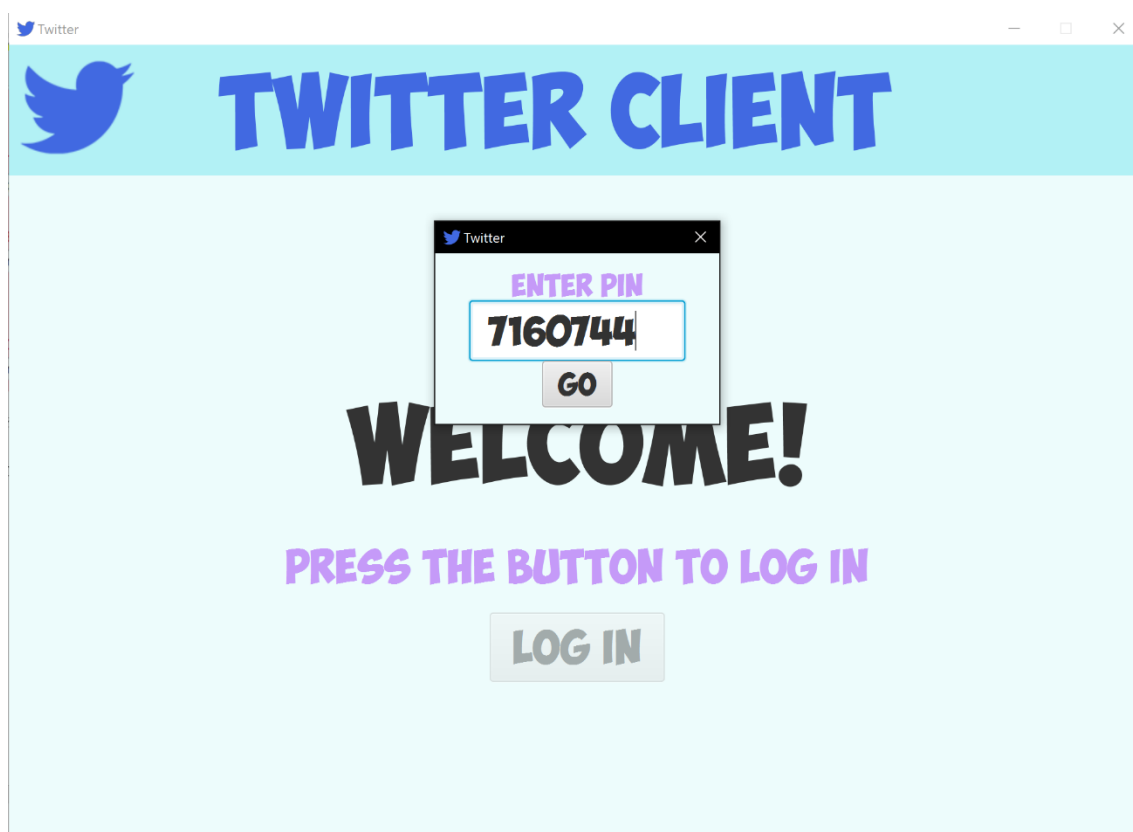 Twitter
TWITTER CLIENT
Twitter
ENTER PIN
7160744
GO
WELCOME!
PRESS THE BUTTON TO LOG IN
LOG IN